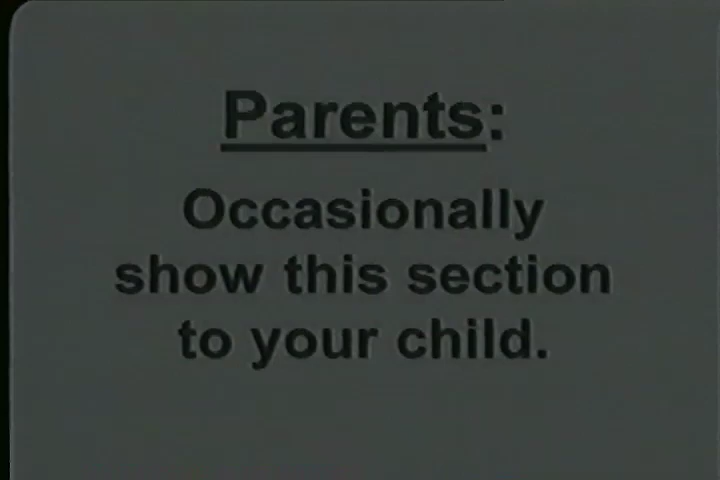 Parents:
Occasionally
show this section
to your child.